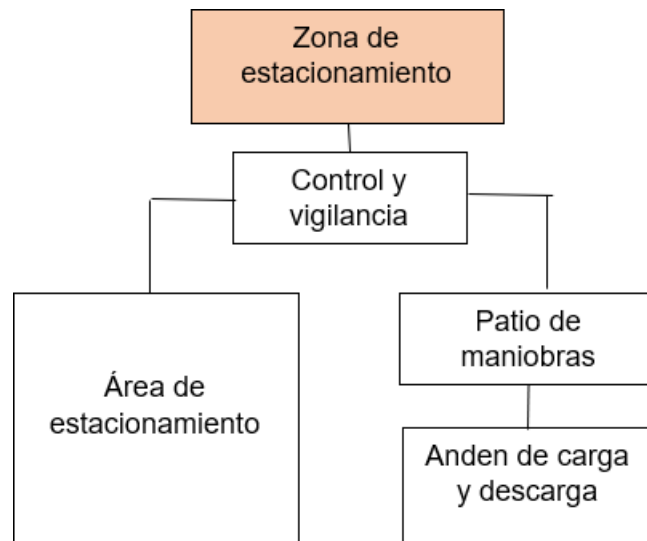 Zona de
estacionamiento
Control y
vigilancia
Área de
estacionamiento
Patio de
maniobras
Anden de carga
y descarga